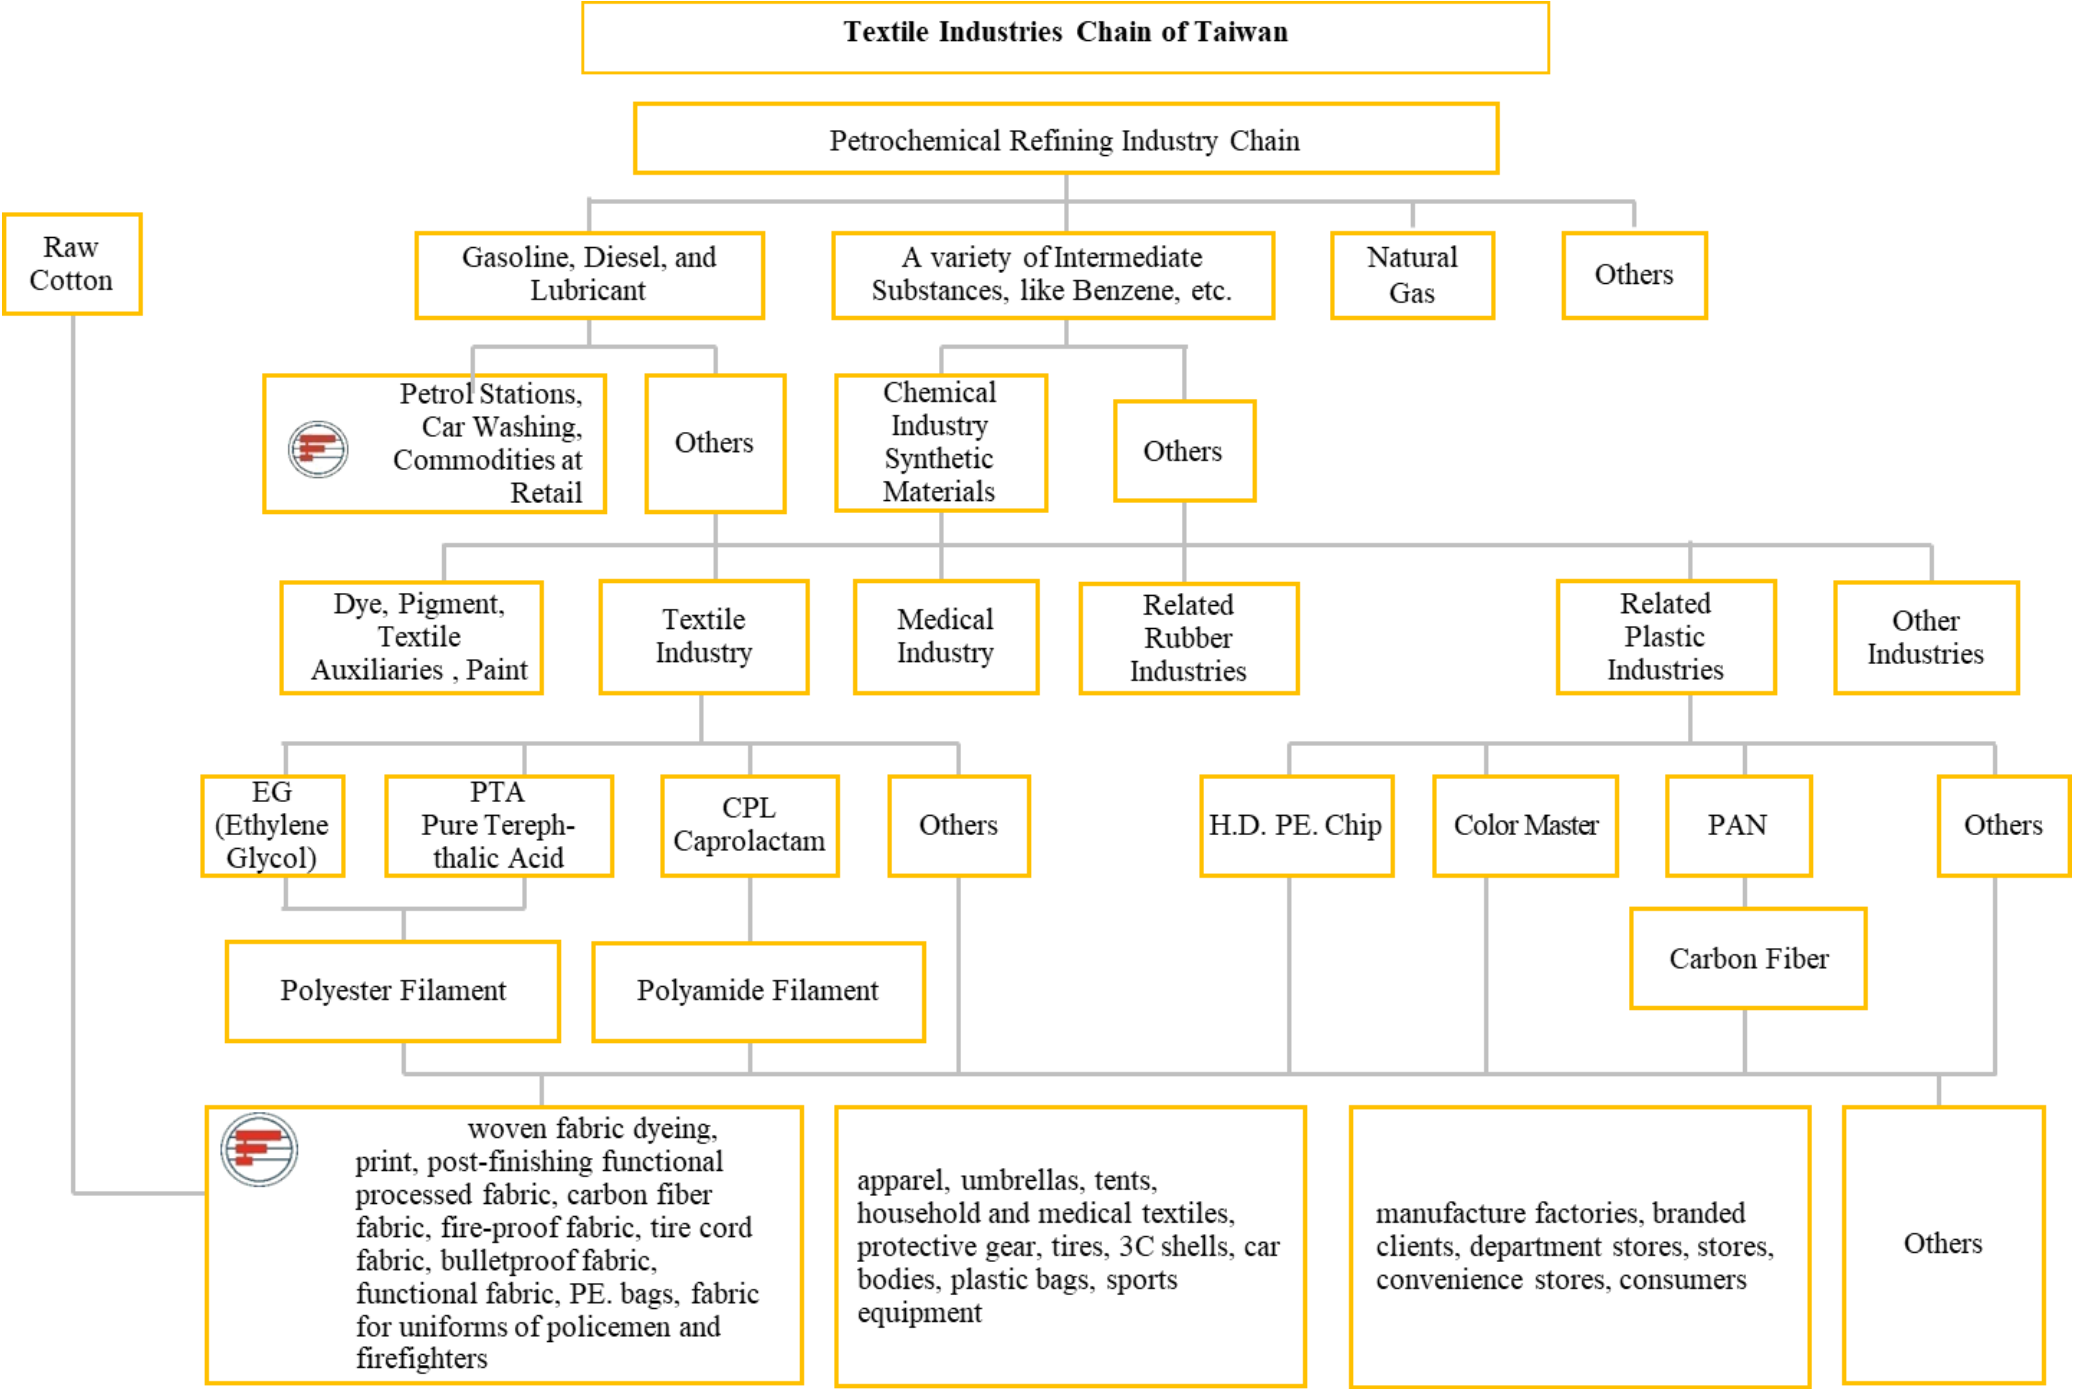 Textile Industries Chain of Taiwan
Petrochemical Refining Industry Chain
Raw
Cotton
Gasoline, Diesel, and
Lubricant
A variety of Intermediate
Substances, like Benzene, etc.
Natural
Gas
Others
Petrol Stations,
Car Washing,
Commodities at
Retail
Others
Chemical
Industry
Synthetic
Materials
Others
Dye, Pigment,
Textile
Auxiliaries , Paint
Textile
Industry
Medical
Industry
Related
Rubber
Industries
Related
Plastic
Industries
Other
Industries
EG
(Ethylene
Glycol)
PTA
Pure Tereph-
thalic Acid
CPL
Caprolactam
Others
H.D. PE. Chip
Color Master
PAN
Others
Carbon Fiber
Polyester Filament
Polyamide Filament
woven fabric dyeing,
print, post-finishing functional
processed fabric, carbon fiber
fabric, fire-proof fabric, tire cord
fabric, bulletproof fabric,
functional fabric, PE. bags, fabric
for uniforms of policemen and
firefighters
apparel, umbrellas, tents,
household and medical textiles,
protective gear, tires, 3C shells, car
bodies, plastic bags, sports
equipment
manufacture factories, branded
clients, department stores, stores,
convenience stores, consumers
Others